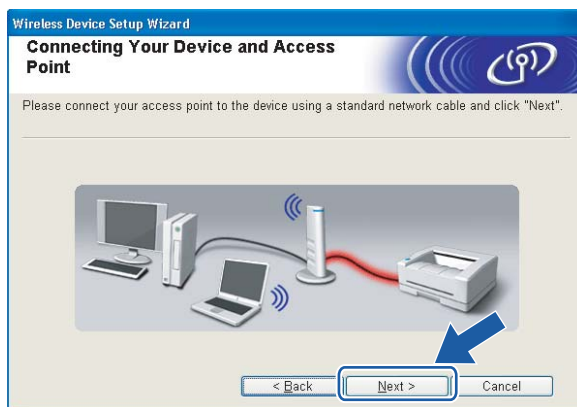 Wireless Device Setup Wizard
Connecting Your Device and Access
Point
Please connect your access point to the device using a standard network cable and click "Next".
< Back
Next >
Cancel